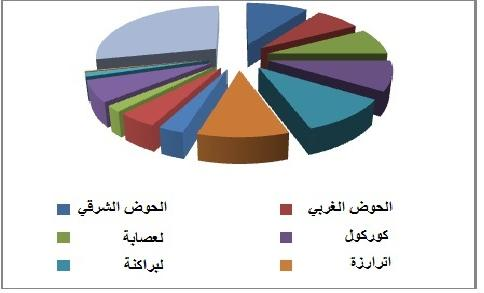 الحوض الغربي الحوض الشرقي
كوركول لعصابة
اترارزة لبراكنة